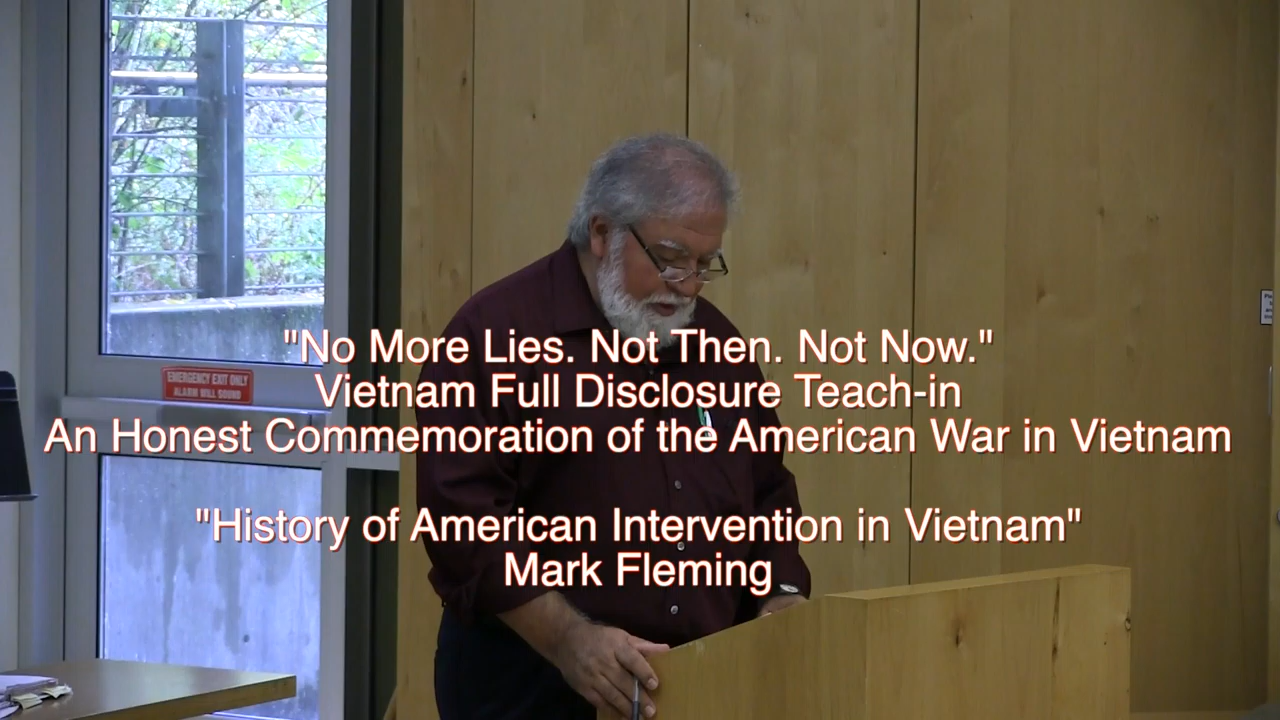 EMERGENCY EXIT ONLY
ALARM WILL SOUND
"No More Lies. Not Then. Not Now."
Vietnam Full Disclosure Teach-in
An Honest Commemoration of the American War in Vietnam
"History of American Intervention in Vietnam"
Mark Fleming